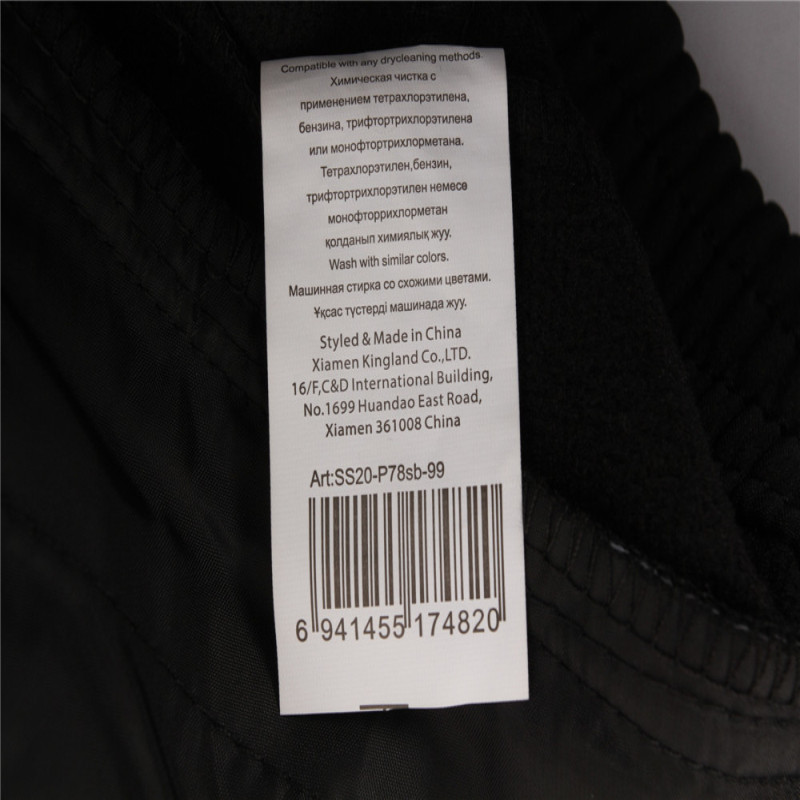 Compatible with any drycleaning methods.
Химическая чистка с
применением тетрахлорэтилена,
бензина, трифтортрихлорэтилена
или монофтортрихлорметана.
Тетрахлорэтилен,бензин,
трифтортрихлорэтилен немесе
монофторрихлорметан
қолданып химиялық жуу.
Wash with similar colors.
Машинная стирка со схожими цветами.
Ұқсас түстерді машинада жуу.
Styled & Made in China
Xiamen Kingland Co.,LTD.
16/F,C&D International Building,
No.1699 Huandao East Road,
Xiamen 361008 China
Art:SS20-P78sb-99
6 941455 174820